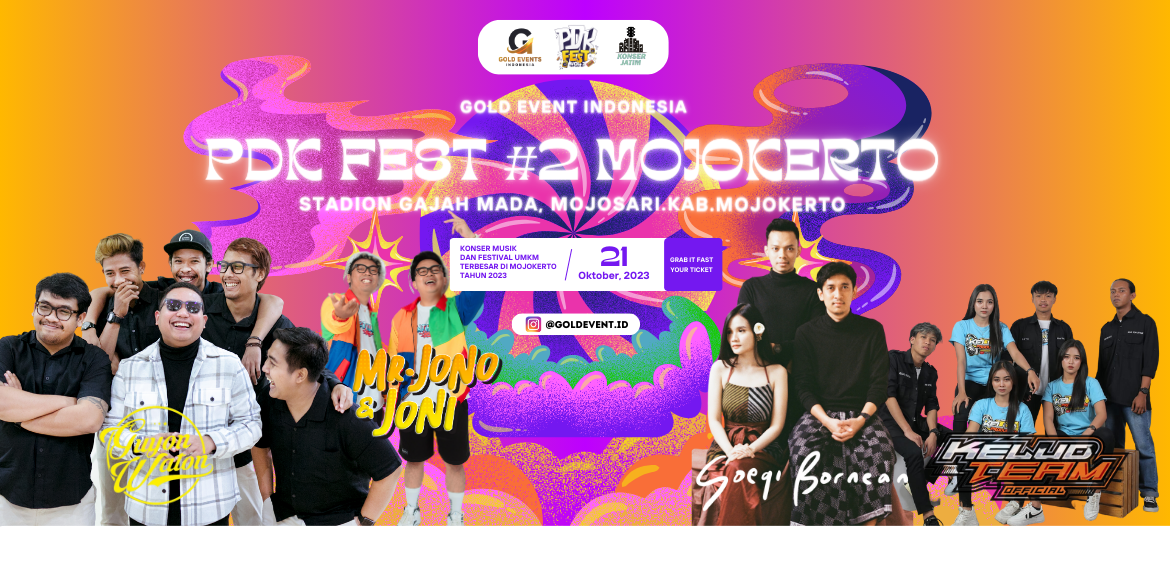 GOLD EVENTS
INDONESIA
PDK
FEST
KONSER
JATIM
GOLD EVENT INDONESIA
PDK FEST #2 MOJOKERTO
STADION GAJAH MADA, MOJOSARI.KAB.MOJOKERTO
KONSER MUSIK
DAN FESTIVAL UMKM
TERBESAR DI MOJOKERTO
TAHUN 2023
21
Oktober, 2023
GRAB IT FAST
YOUR TICKET
@GOLDEVENT.ID
MR.JONO
& JONI
Guyon
Waton
Soegi Bornean
KELUD
TEAM
OFFICIAL